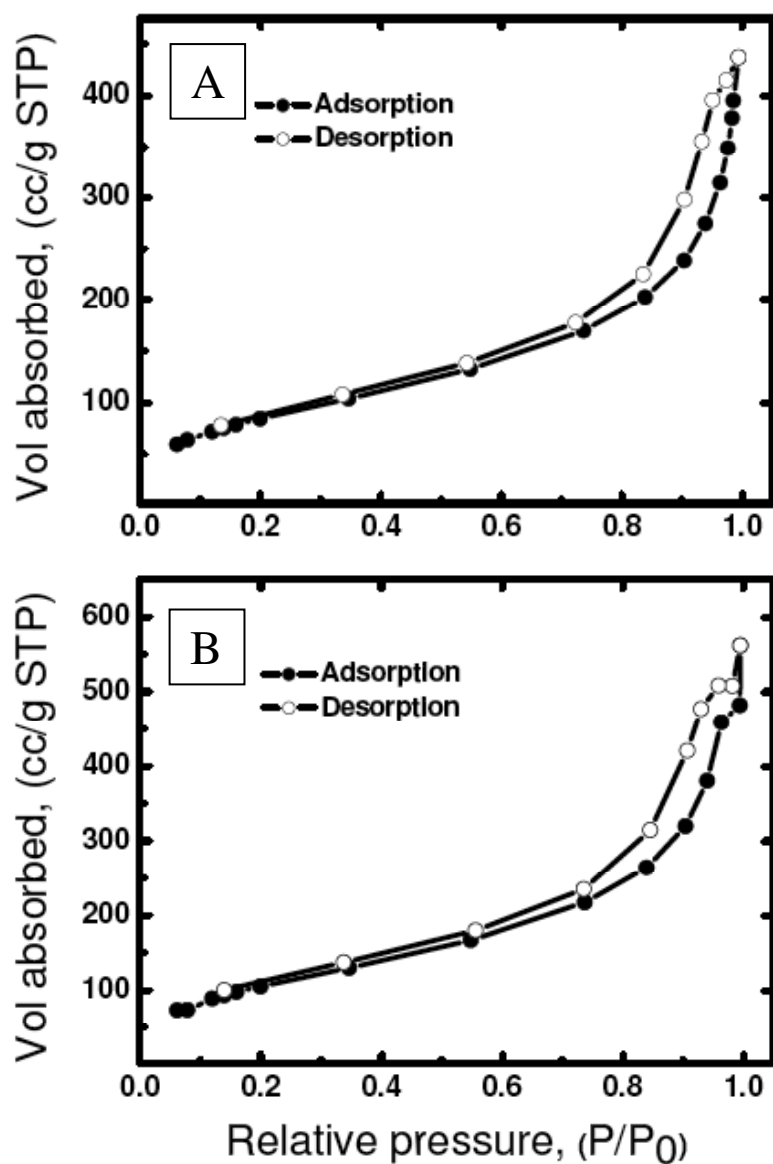 A
Adsorption
Desorption
Vol absorbed, (cc/g STP)
400
300
200
100
0.0 0.2 0.4 0.6 0.8 1.0
B
Adsorption
Desorption
Vol absorbed, (cc/g STP)
600
500
400
300
200
100
0.0 0.2 0.4 0.6 0.8 1.0
Relative pressure, (P/P0)